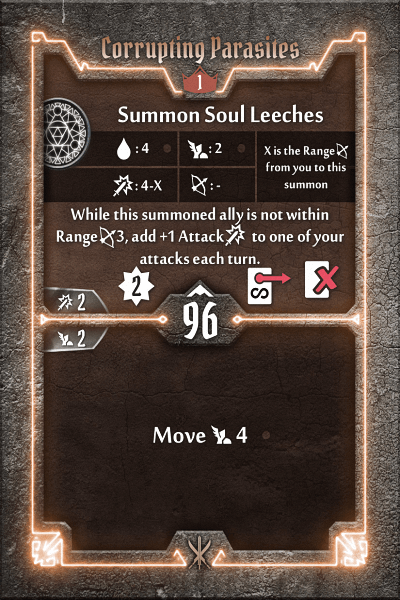 Corrupting Parasites
1
Summon Soul Leeches
: 4
: 2
X is the Range
: 4-X
: -
from you to this
summon
While this summoned ally is not within
Range 3, add +1 Attack to one of your
attacks each turn.
2
S
X
2
96
2
Move 4